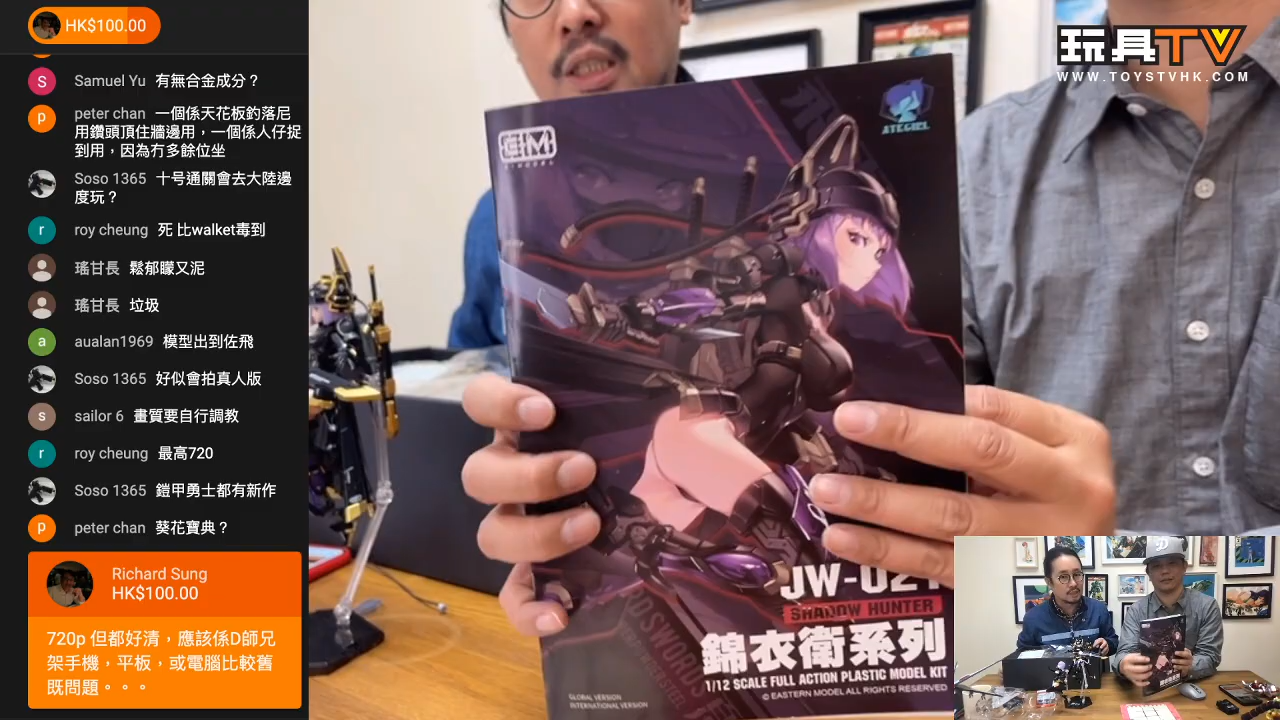 HK$100.00
Samuel Yu 有無合金成分？
peter chan 一個係天花板釣落尼
用鑽頭頂住牆邊用，一個係人仔捉
到用，因為冇多餘位坐
Soso 1365 十号通關會去大陸邊
度玩？
roy cheung 死 比walket毒到
瑤甘長 鬆郁矇又泥
瑤甘長 垃圾
aualan1969 模型出到佐飛
Soso 1365 好似會拍真人版
sailor 6 畫質要自行調教
roy cheung 最高720
Soso 1365 鎧甲勇士都有新作
peter chan 葵花寶典？
Richard Sung
HK$100.00
720p 但都好清，應該係D師兄
架手機，平板，或電腦比較舊
既問題。。。
玩具TV
WWW.TOYSTVHK.COM
ATKGIRL
JW-021
SHADOW HUNTER
錦衣衛系列
1/12 SCALE FULL ACTION PLASTIC MODEL KIT
© EASTERN MODEL ALL RIGHTS RESERVED
GLOBAL VERSION
INTERNATIONAL VERSION